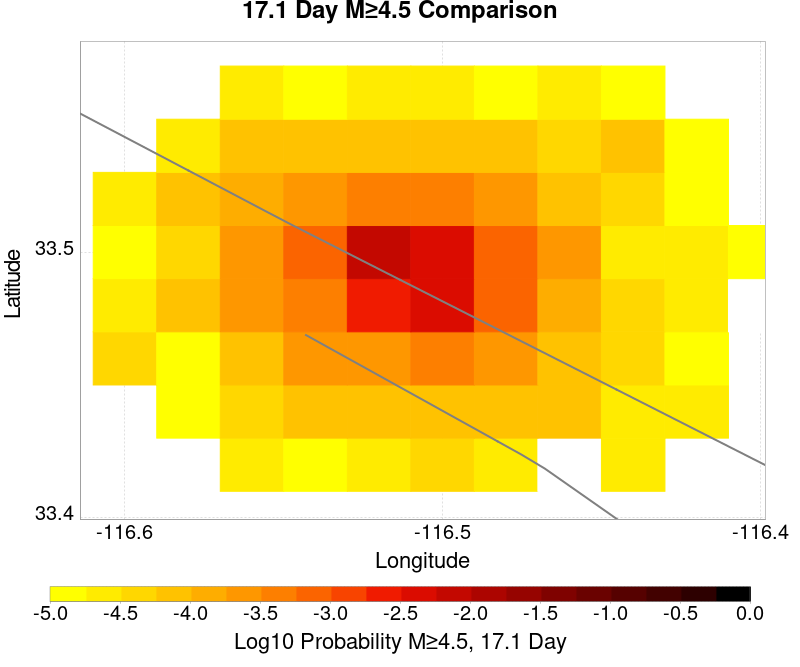 17.1 Day M≥4.5 Comparison
Latitude
33.5
33.4
-116.6 -116.5 -116.4
Longitude
-5.0 -4.5 -4.0 -3.5 -3.0 -2.5 -2.0 -1.5 -1.0 -0.5 0.0
Log10 Probability M≥4.5, 17.1 Day